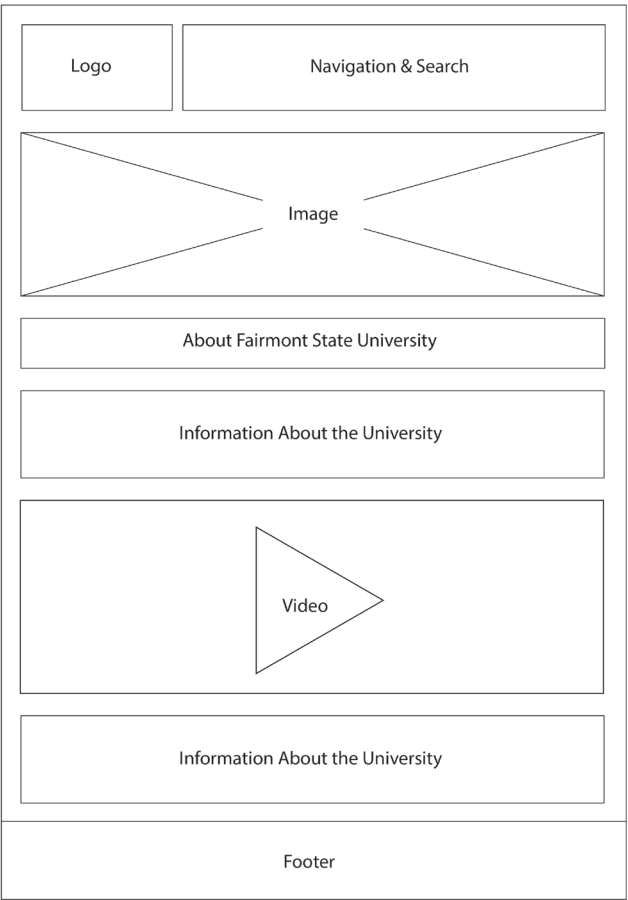 Logo
Navigation & Search
Image
About Fairmont State University
Information About the University
Video
Information About the University
Footer